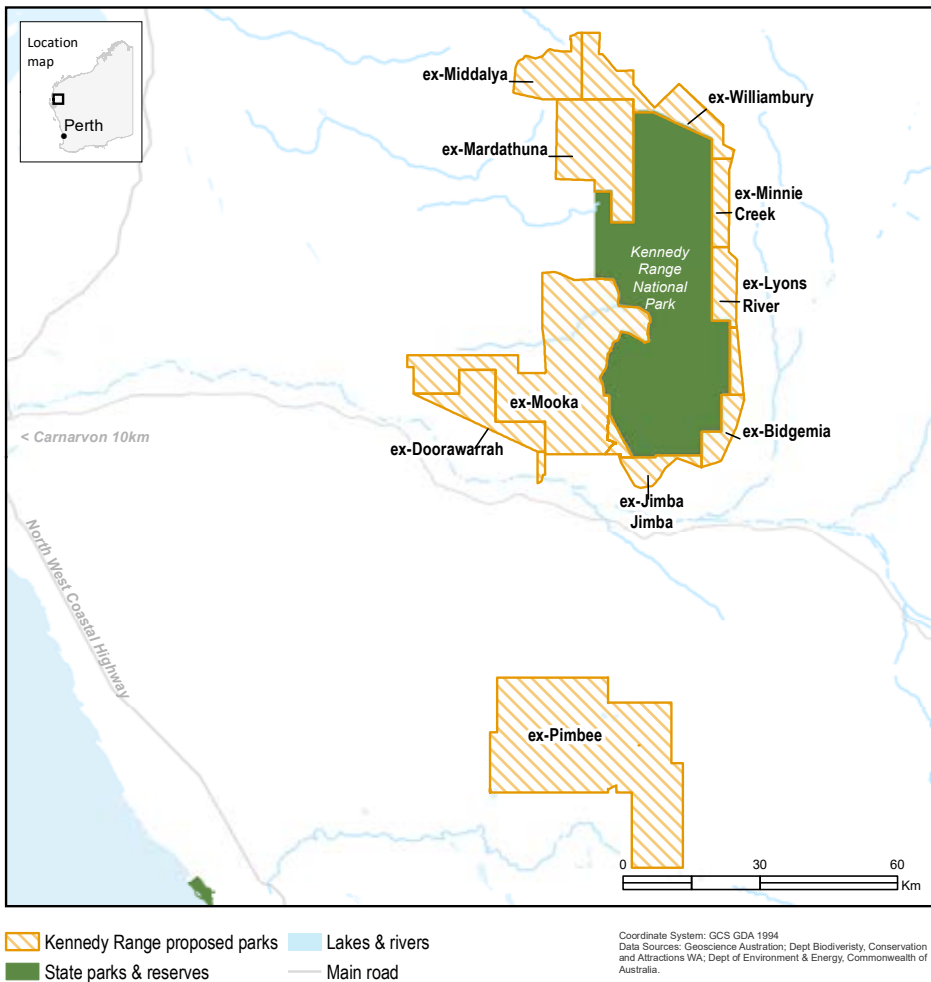 Location
map
Perth
ex-Middalya
ex-Williambury
ex-Mardathuna
ex-Minnie
Creek
Kennedy
Range
National
Park
ex-Lyons
River
ex-Mooka
< Carnarvon 10km
ex-Doorawarrah
ex-Bidgemia
ex-Jimba
Jimba
North West Coastal Highway
ex-Pimbee
0 30 60
Km
Kennedy Range proposed parks
Lakes & rivers
State parks & reserves
Main road
Coordinate System: GCS GDA 1994
Data Sources: Geoscience Austration; Dept Biodiveristy, Conservation
and Attractions WA; Dept of Environment & Energy, Commonwealth of
Australia.